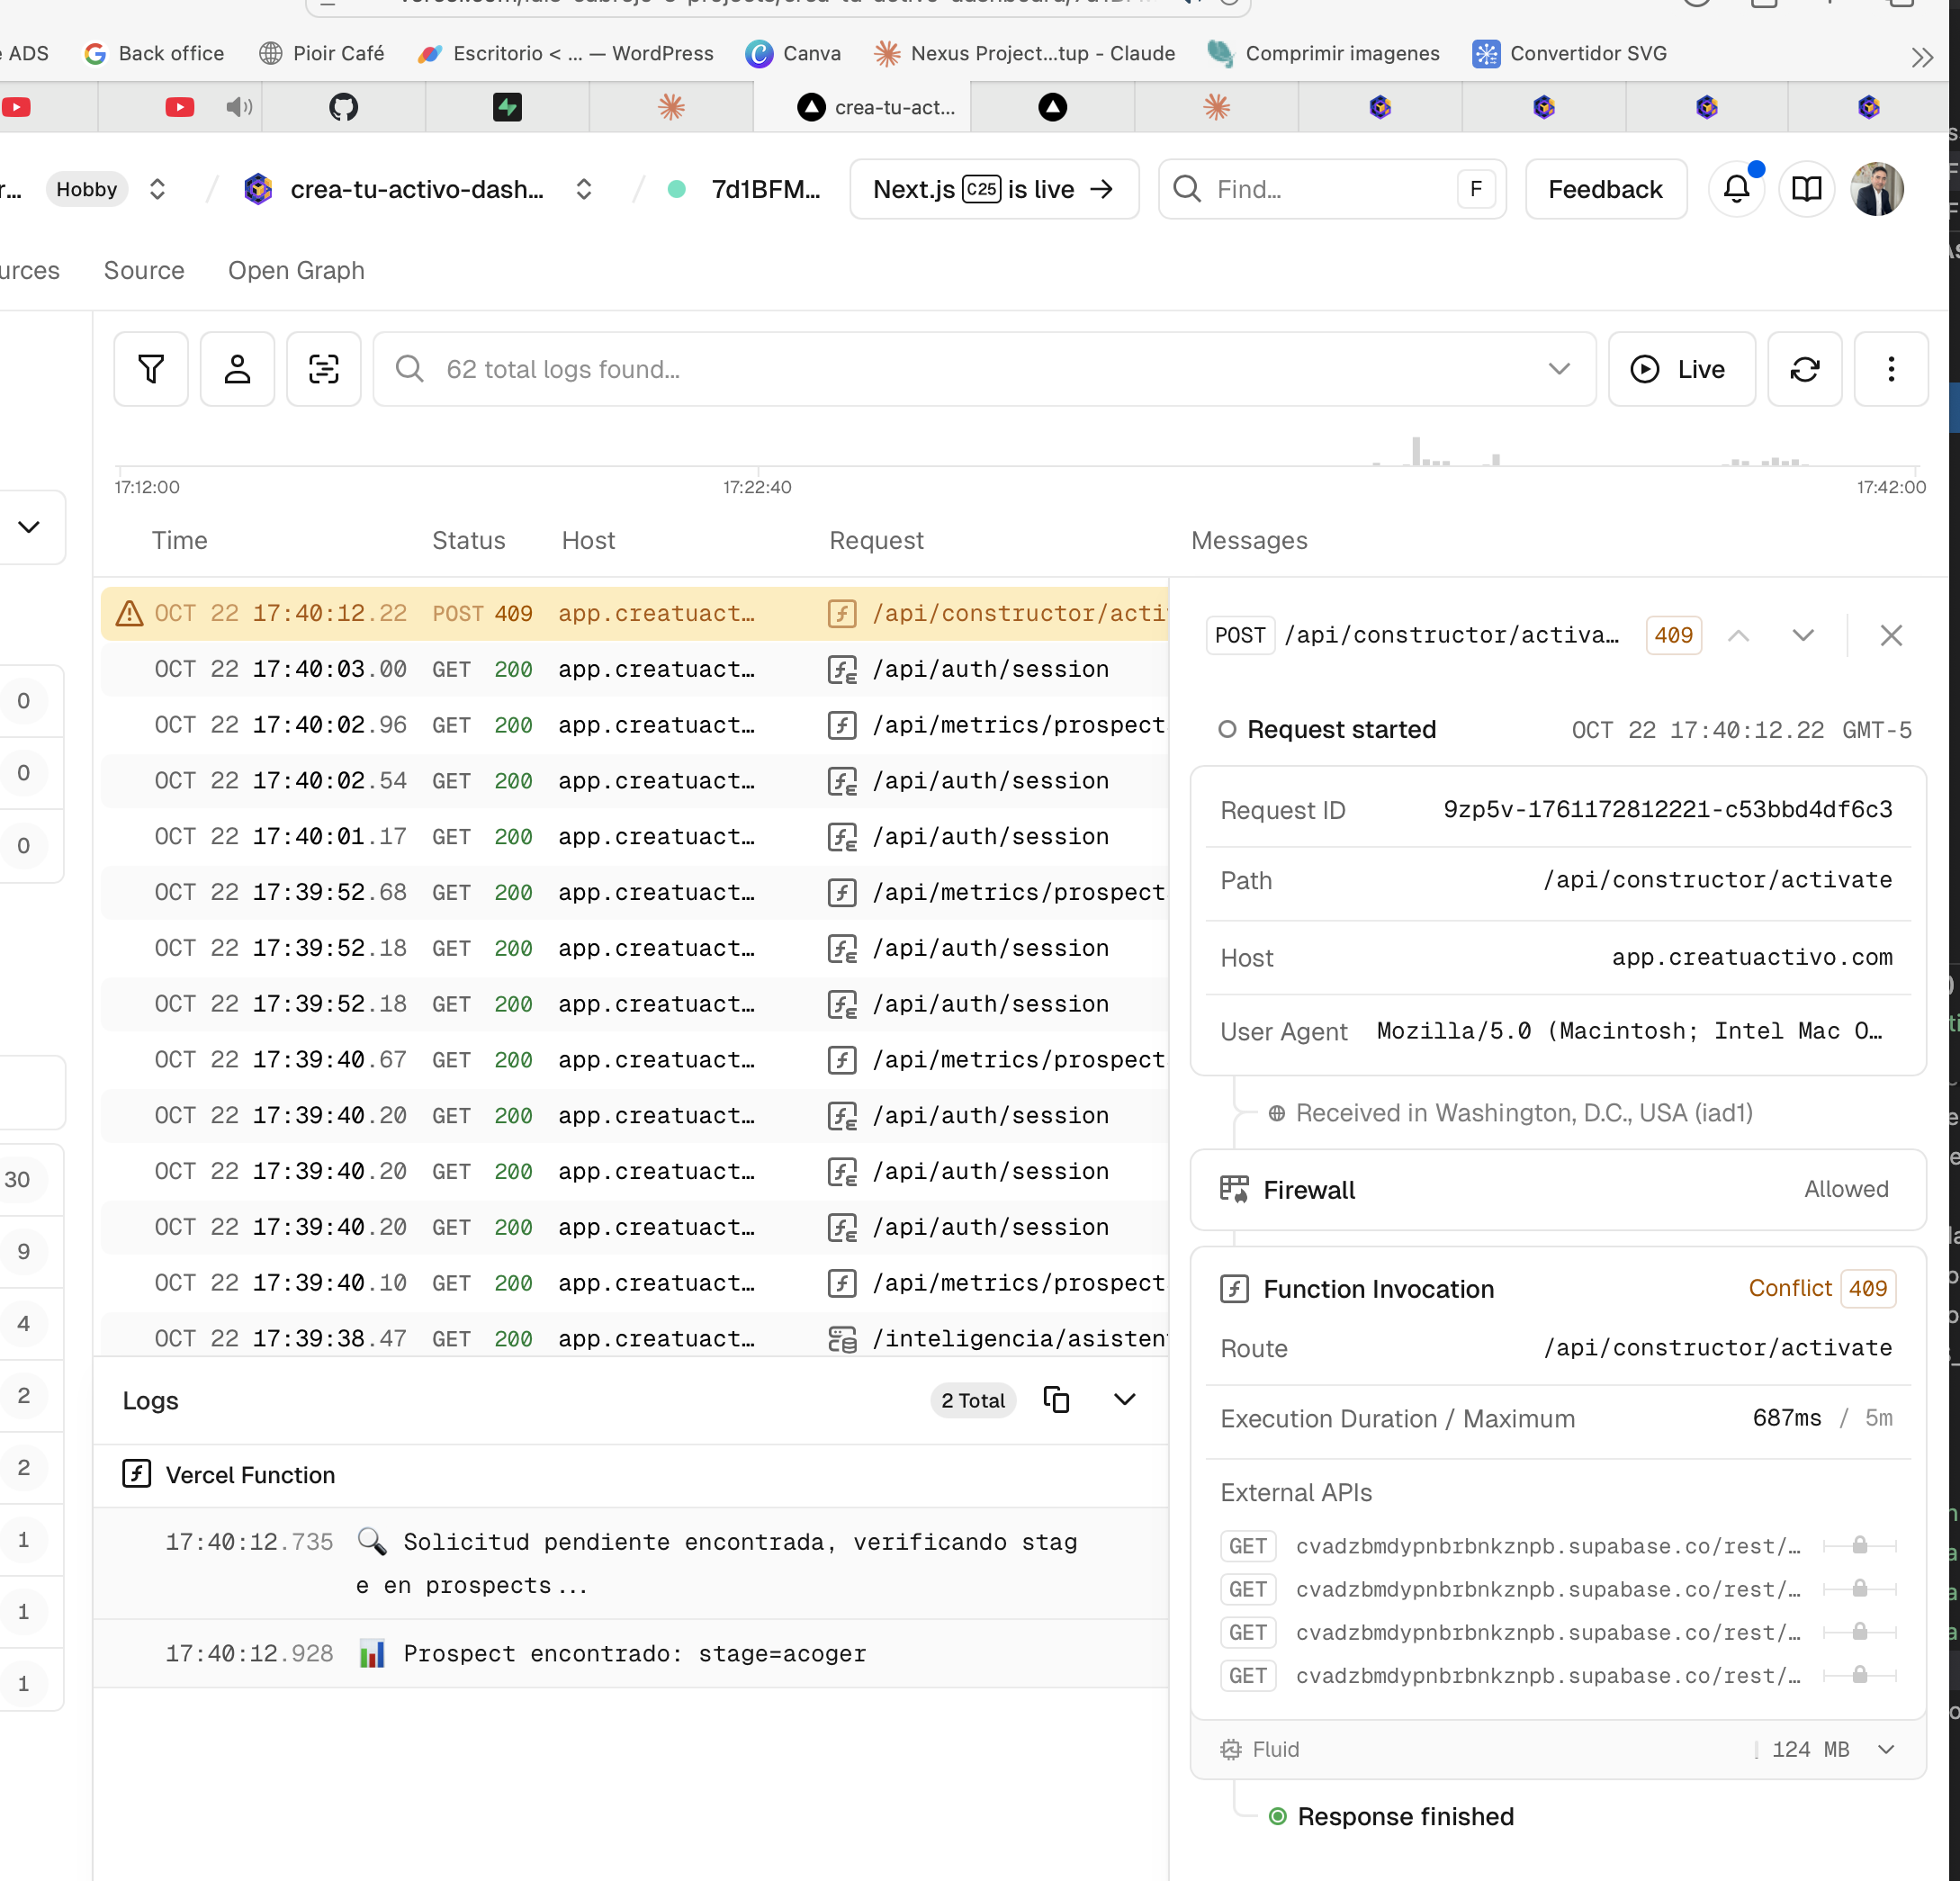 ADS
Back office
Pioir Café
Escritorio < ... — WordPress
Canva
Nexus Project...tup - Claude
Comprimir imagenes
Convertidor SVG
crea-tu-act...
r...
Hobby
crea-tu-activo-dash...
7d1BFM...
Next.js C25 is live →
Find...
F
Feedback
urces
Source
Open Graph
62 total logs found...
Live
17:12:00
17:22:40
17:42:00
Time Status Host Request Messages
OCT 22 17:40:12.22 POST 409 app.creatuact... /api/constructor/acti
OCT 22 17:40:03.00 GET 200 app.creatuact... /api/auth/session
OCT 22 17:40:02.96 GET 200 app.creatuact... /api/metrics/prospect
OCT 22 17:40:02.54 GET 200 app.creatuact... /api/auth/session
OCT 22 17:40:01.17 GET 200 app.creatuact... /api/auth/session
OCT 22 17:39:52.68 GET 200 app.creatuact... /api/metrics/prospect
OCT 22 17:39:52.18 GET 200 app.creatuact... /api/auth/session
OCT 22 17:39:52.18 GET 200 app.creatuact... /api/auth/session
OCT 22 17:39:40.67 GET 200 app.creatuact... /api/metrics/prospect
OCT 22 17:39:40.20 GET 200 app.creatuact... /api/auth/session
OCT 22 17:39:40.20 GET 200 app.creatuact... /api/auth/session
OCT 22 17:39:40.20 GET 200 app.creatuact... /api/auth/session
OCT 22 17:39:40.10 GET 200 app.creatuact... /api/metrics/prospect
OCT 22 17:39:38.47 GET 200 app.creatuact... /inteligencia/asisten
0
0
0
30
9
4
2
2
1
1
1
Logs
2 Total
Vercel Function
17:40:12.735 🔍 Solicitud pendiente encontrada, verificando stag
e en prospects...
17:40:12.928 📊 Prospect encontrado: stage=acoger
POST /api/constructor/activa... 409
Request started OCT 22 17:40:12.22 GMT-5
Request ID 9zp5v-1761172812221-c53bbd4df6c3
Path /api/constructor/activate
Host app.creatuactivo.com
User Agent Mozilla/5.0 (Macintosh; Intel Mac O...
Received in Washington, D.C., USA (iad1)
Firewall Allowed
Function Invocation Conflict 409
Route /api/constructor/activate
Execution Duration / Maximum 687ms / 5m
External APIs
GET cvadzbmdypnbrbnkznpb.supabase.co/rest/...
GET cvadzbmdypnbrbnkznpb.supabase.co/rest/...
GET cvadzbmdypnbrbnkznpb.supabase.co/rest/...
GET cvadzbmdypnbrbnkznpb.supabase.co/rest/...
Fluid 124 MB
Response finished